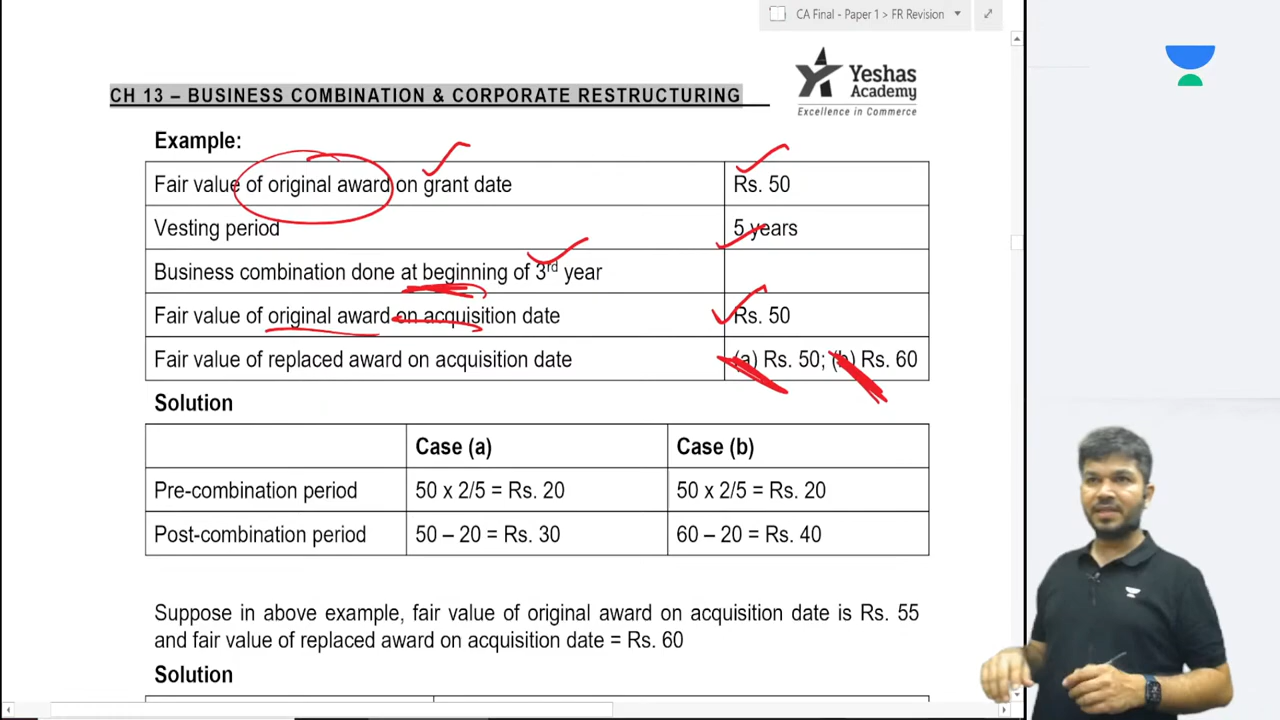 CA Final - Paper 1 > FR Revision
Yeshas
Academy
Excellence in Commerce
CH 13 – BUSINESS COMBINATION & CORPORATE RESTRUCTURING
Example:
Fair value of original award on grant date Rs. 50
Vesting period 5 years
Business combination done at beginning of 3rd year
Fair value of original award on acquisition date Rs. 50
Fair value of replaced award on acquisition date (a) Rs. 50; (b) Rs. 60
Solution
Case (a) Case (b)
Pre-combination period 50 x 2/5 = Rs. 20 50 x 2/5 = Rs. 20
Post-combination period 50 – 20 = Rs. 30 60 – 20 = Rs. 40
Suppose in above example, fair value of original award on acquisition date is Rs. 55
and fair value of replaced award on acquisition date = Rs. 60
Solution